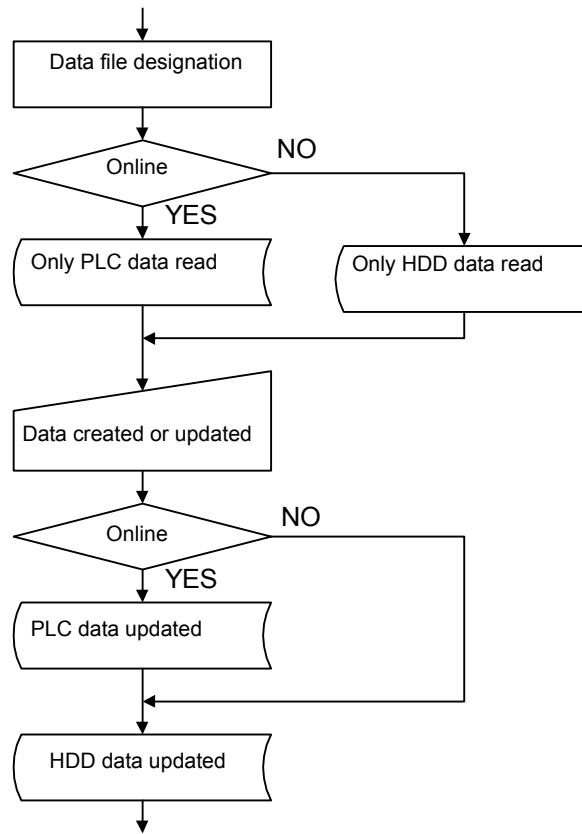 Data file designation
Online
NO
YES
Only PLC data read
Only HDD data read
Data created or updated
Online
NO
YES
PLC data updated
HDD data updated